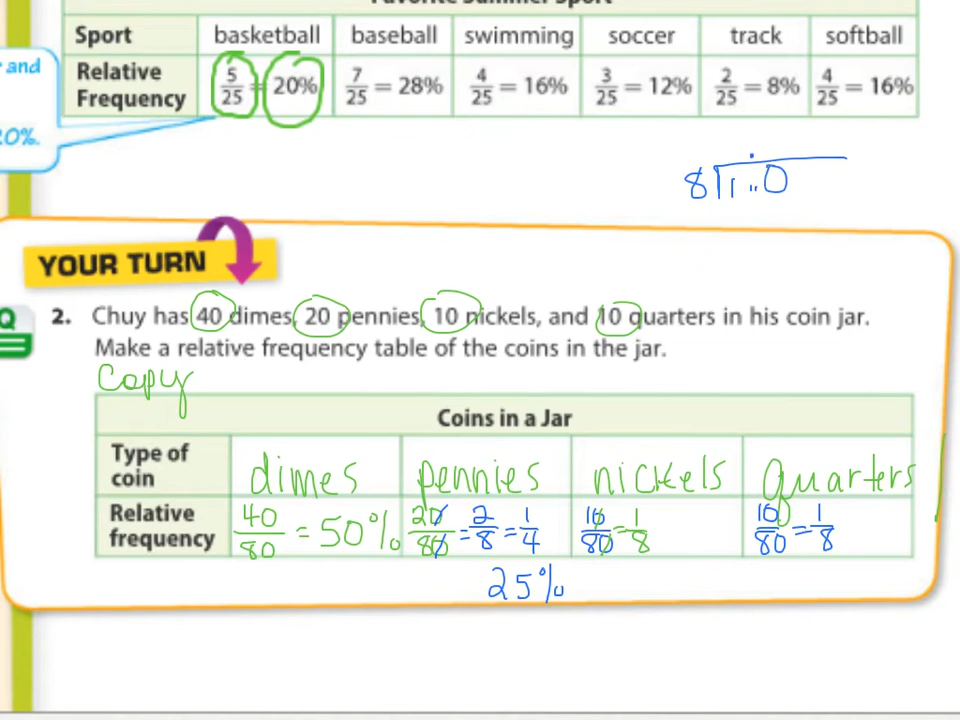 Favorite Summer Sport
Sport basketball baseball swimming soccer track softball
and
Relative Frequency 5/25 = 20% 7/25 = 28% 4/25 = 16% 3/25 = 12% 2/25 = 8% 4/25 = 16%
20%.
8 1.0
YOUR TURN
2. Chuy has 40 dimes, 20 pennies, 10 nickels, and 10 quarters in his coin jar.
Make a relative frequency table of the coins in the jar.
Copy
Coins in a Jar
Type of coin dimes pennies nickels quarters
Relative frequency 40/80 = 50% 20/80 = 2/8 = 1/4 10/80 = 1/8 10/80 = 1/8
25%